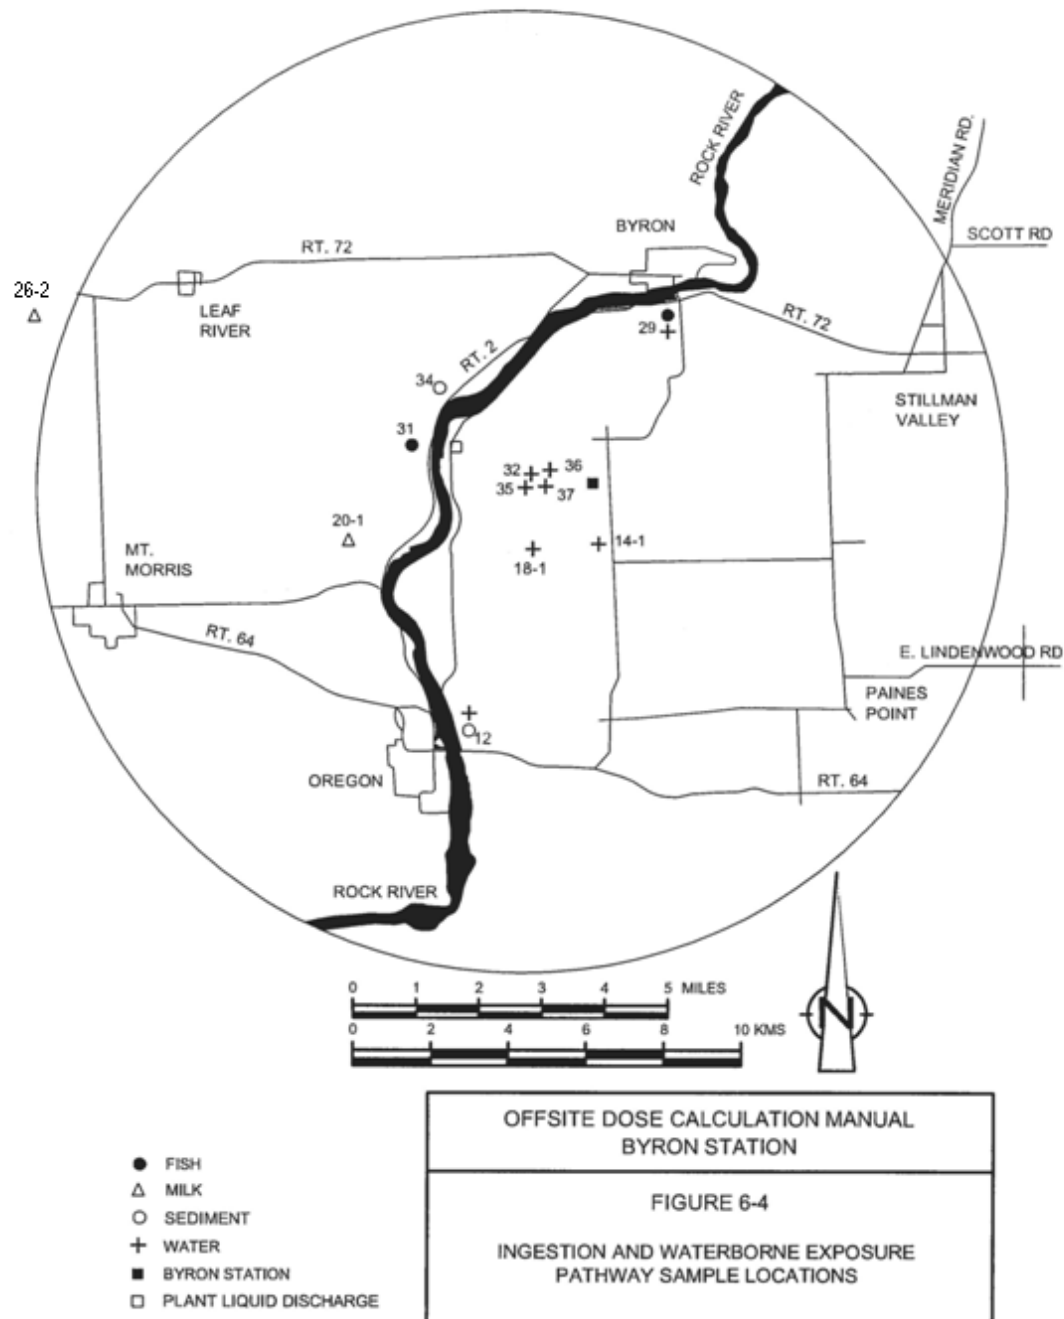 ROCK RIVER
MERIDIAN RD.
SCOTT RD
BYRON
RT. 72
26-2
LEAF
RIVER
29
RT. 72
RT. 2
34
STILLMAN
VALLEY
31
32
36
35
37
20-1
14-1
18-1
MT.
MORRIS
RT. 64
E. LINDENWOOD RD
PAINES
POINT
12
OREGON
RT. 64
ROCK RIVER
0 1 2 3 4 5 MILES
0 2 4 6 8 10 KMS
N
OFFSITE DOSE CALCULATION MANUAL
BYRON STATION
FIGURE 6-4
INGESTION AND WATERBORNE EXPOSURE
PATHWAY SAMPLE LOCATIONS
FISH
MILK
SEDIMENT
WATER
BYRON STATION
PLANT LIQUID DISCHARGE